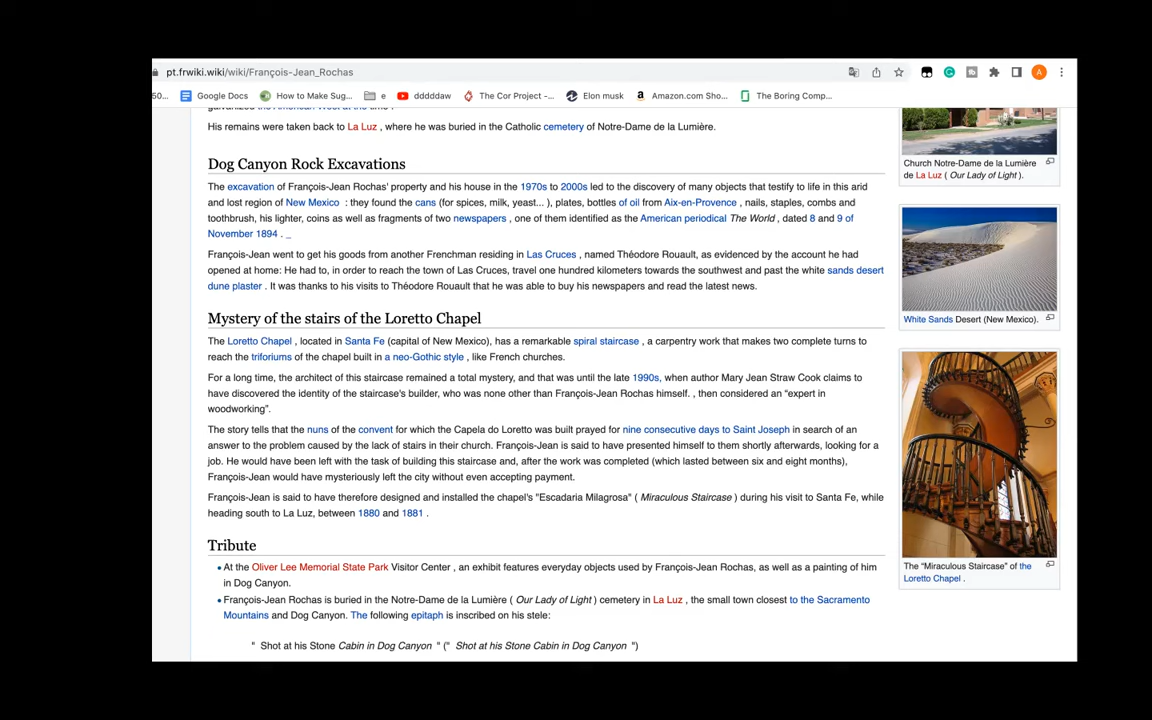 pt.frwiki.wiki/wiki/François-Jean_Rochas
50...
Google Docs
How to Make Sug...
e
dddddaw
The Cor Project -...
Elon musk
Amazon.com Sho...
The Boring Comp...
A
His remains were taken back to La Luz , where he was buried in the Catholic cemetery of Notre-Dame de la Lumière.
Dog Canyon Rock Excavations
The excavation of François-Jean Rochas' property and his house in the 1970s to 2000s led to the discovery of many objects that testify to life in this arid
and lost region of New Mexico : they found the cans (for spices, milk, yeast... ), plates, bottles of oil from Aix-en-Provence , nails, staples, combs and
toothbrush, his lighter, coins as well as fragments of two newspapers , one of them identified as the American periodical The World , dated 8 and 9 of
November 1894 . _
François-Jean went to get his goods from another Frenchman residing in Las Cruces , named Théodore Rouault, as evidenced by the account he had
opened at home: He had to, in order to reach the town of Las Cruces, travel one hundred kilometers towards the southwest and past the white sands desert
dune plaster . It was thanks to his visits to Théodore Rouault that he was able to buy his newspapers and read the latest news.
Mystery of the stairs of the Loretto Chapel
The Loretto Chapel , located in Santa Fe (capital of New Mexico), has a remarkable spiral staircase , a carpentry work that makes two complete turns to
reach the triforiums of the chapel built in a neo-Gothic style , like French churches.
For a long time, the architect of this staircase remained a total mystery, and that was until the late 1990s, when author Mary Jean Straw Cook claims to
have discovered the identity of the staircase's builder, who was none other than François-Jean Rochas himself. , then considered an “expert in
woodworking”.
The story tells that the nuns of the convent for which the Capela do Loretto was built prayed for nine consecutive days to Saint Joseph in search of an
answer to the problem caused by the lack of stairs in their church. François-Jean is said to have presented himself to them shortly afterwards, looking for a
job. He would have been left with the task of building this staircase and, after the work was completed (which lasted between six and eight months),
François-Jean would have mysteriously left the city without even accepting payment.
François-Jean is said to have therefore designed and installed the chapel's "Escadaria Milagrosa" ( Miraculous Staircase ) during his visit to Santa Fe, while
heading south to La Luz, between 1880 and 1881 .
Tribute
At the Oliver Lee Memorial State Park Visitor Center , an exhibit features everyday objects used by François-Jean Rochas, as well as a painting of him
in Dog Canyon.
François-Jean Rochas is buried in the Notre-Dame de la Lumière ( Our Lady of Light ) cemetery in La Luz , the small town closest to the Sacramento
Mountains and Dog Canyon. The following epitaph is inscribed on his stele:
" Shot at his Stone Cabin in Dog Canyon " (" Shot at his Stone Cabin in Dog Canyon ")
Church Notre-Dame de la Lumière
de La Luz ( Our Lady of Light ).
White Sands Desert (New Mexico).
The “Miraculous Staircase” of the
Loretto Chapel .